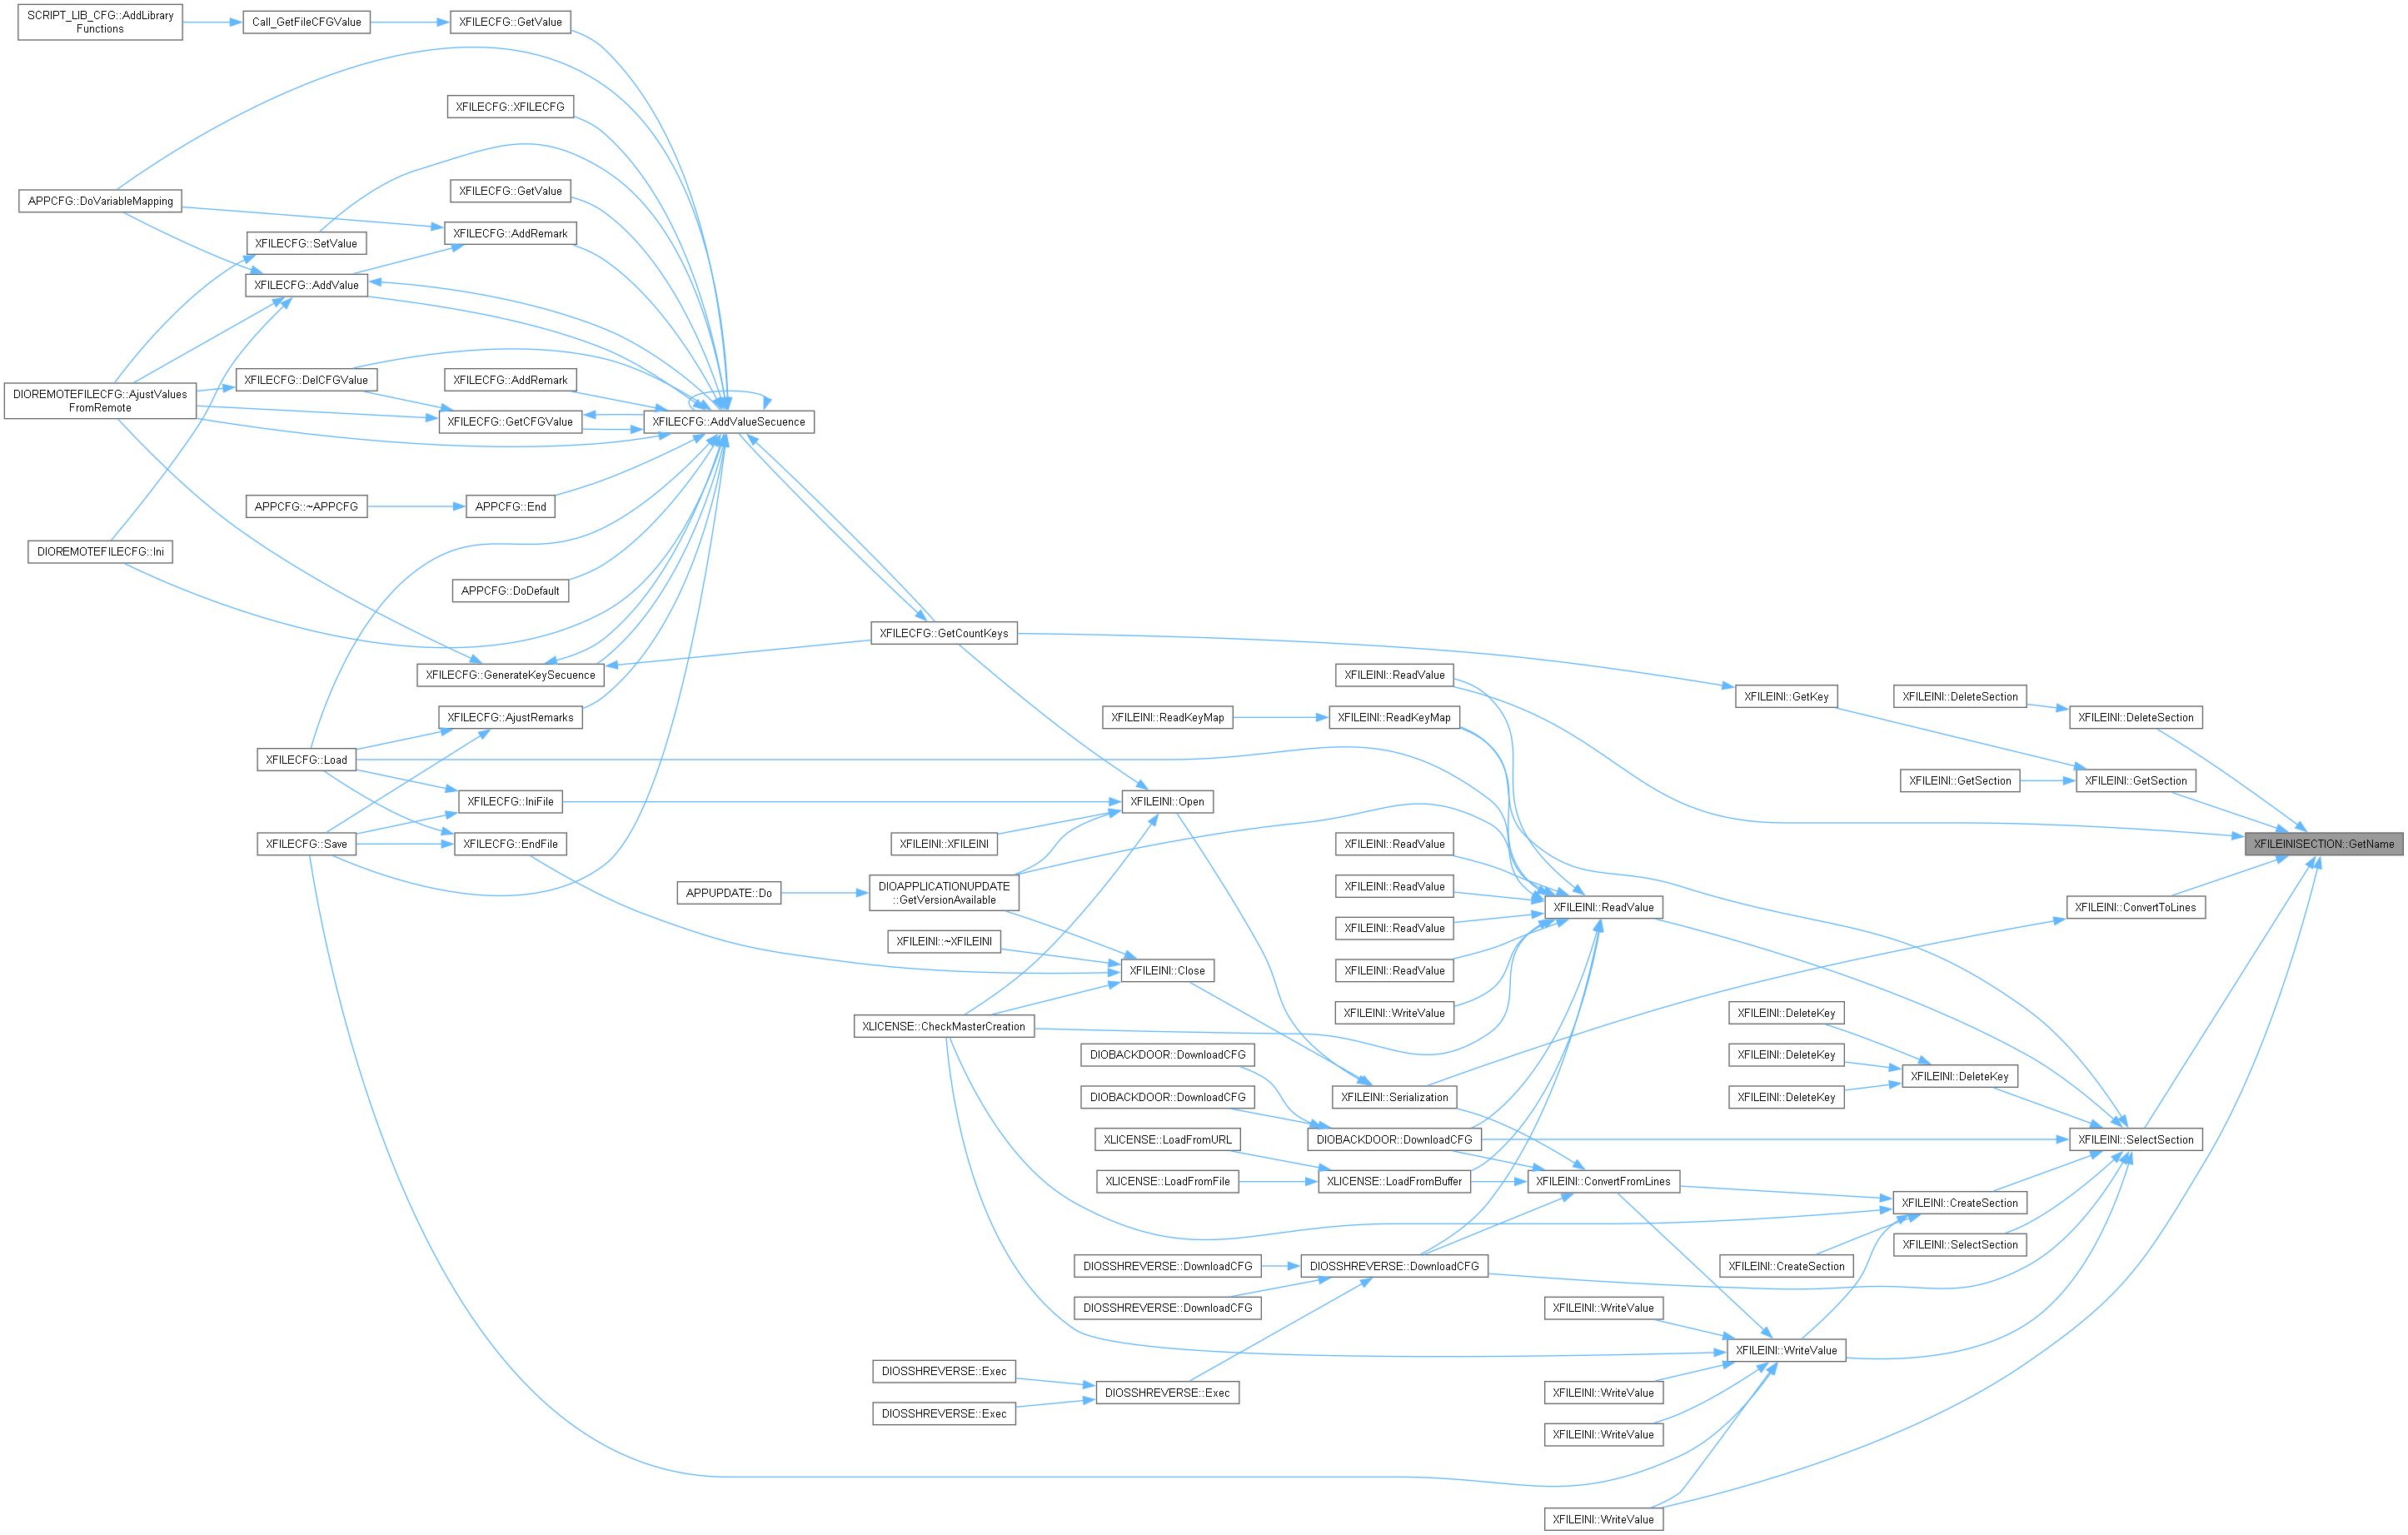 SCRIPT_LIB_CFG::AddLibrary
Functions
Call_GetFileCFGValue
XFILECFG::GetValue
XFILECFG::XFILECFG
XFILECFG::GetValue
APPCFG::DoVariableMapping
XFILECFG::AddRemark
XFILECFG::SetValue
XFILECFG::AddValue
XFILECFG::DelCFGValue
XFILECFG::AddRemark
DIOREMOTEFILECFG::AjustValues
FromRemote
XFILECFG::GetCFGValue
XFILECFG::AddValueSecuence
APPCFG::~APPCFG
APPCFG::End
DIOREMOTEFILECFG::Ini
APPCFG::DoDefault
XFILECFG::GetCountKeys
XFILECFG::GenerateKeySecuence
XFILEINI::ReadValue
XFILEINI::GetKey
XFILEINI::DeleteSection
XFILECFG::AjustRemarks
XFILEINI::ReadKeyMap
XFILEINI::ReadKeyMap
XFILEINI::DeleteSection
XFILECFG::Load
XFILEINI::GetSection
XFILEINI::GetSection
XFILECFG::IniFile
XFILEINI::Open
XFILECFG::Save
XFILECFG::EndFile
XFILEINI::XFILEINI
XFILEINI::ReadValue
XFILEINISECTION::GetName
APPUPDATE::Do
DIOAPPLICATIONUPDATE
::GetVersionAvailable
XFILEINI::ReadValue
XFILEINI::ReadValue
XFILEINI::ConvertToLines
XFILEINI::ReadValue
XFILEINI::~XFILEINI
XFILEINI::Close
XFILEINI::ReadValue
XLICENSE::CheckMasterCreation
XFILEINI::WriteValue
XFILEINI::DeleteKey
DIOBACKDOOR::DownloadCFG
XFILEINI::DeleteKey
XFILEINI::DeleteKey
DIOBACKDOOR::DownloadCFG
XFILEINI::Serialization
XFILEINI::DeleteKey
XLICENSE::LoadFromURL
DIOBACKDOOR::DownloadCFG
XFILEINI::SelectSection
XLICENSE::LoadFromFile
XLICENSE::LoadFromBuffer
XFILEINI::ConvertFromLines
XFILEINI::CreateSection
XFILEINI::SelectSection
DIOSSHREVERSE::DownloadCFG
DIOSSHREVERSE::DownloadCFG
XFILEINI::CreateSection
DIOSSHREVERSE::DownloadCFG
XFILEINI::WriteValue
XFILEINI::WriteValue
DIOSSHREVERSE::Exec
DIOSSHREVERSE::Exec
XFILEINI::WriteValue
DIOSSHREVERSE::Exec
XFILEINI::WriteValue
XFILEINI::WriteValue